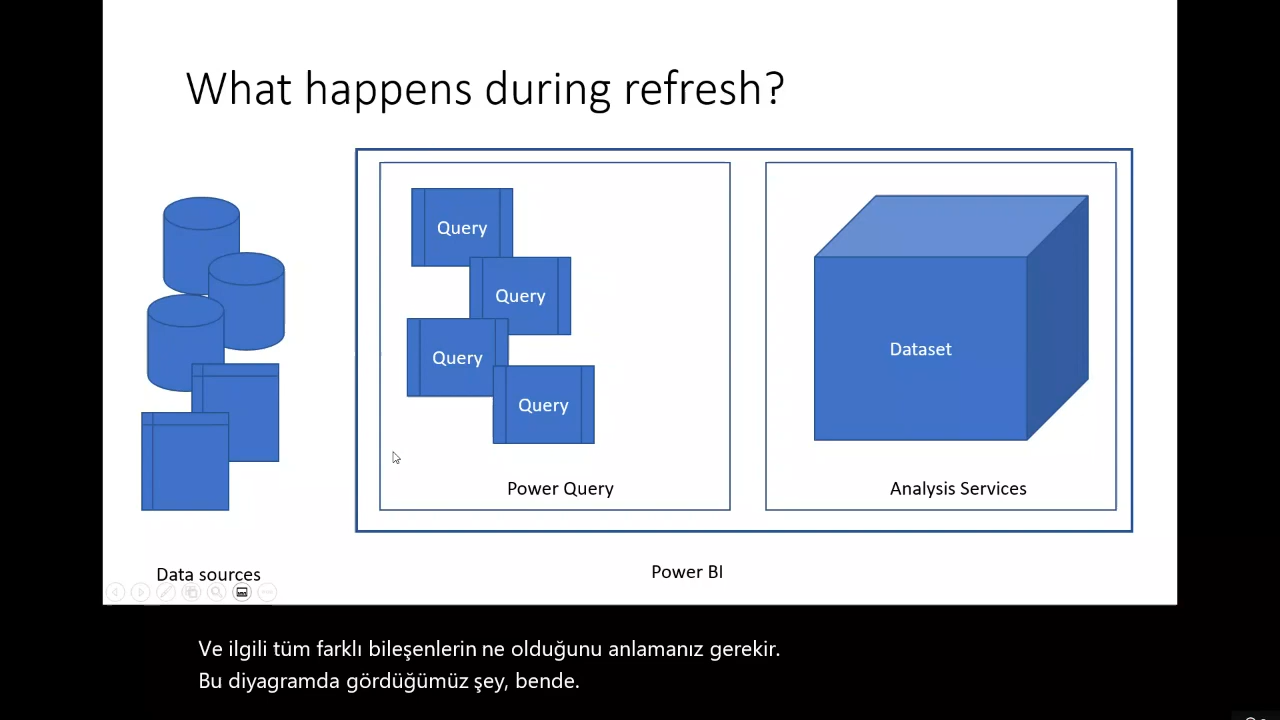 What happens during refresh?
Query
Query
Query
Query
Dataset
Power Query
Analysis Services
Data sources
Power BI
Ve ilgili tüm farklı bileşenlerin ne olduğunu anlamanız gerekir.
Bu diyagramda gördüğümüz şey, bende.